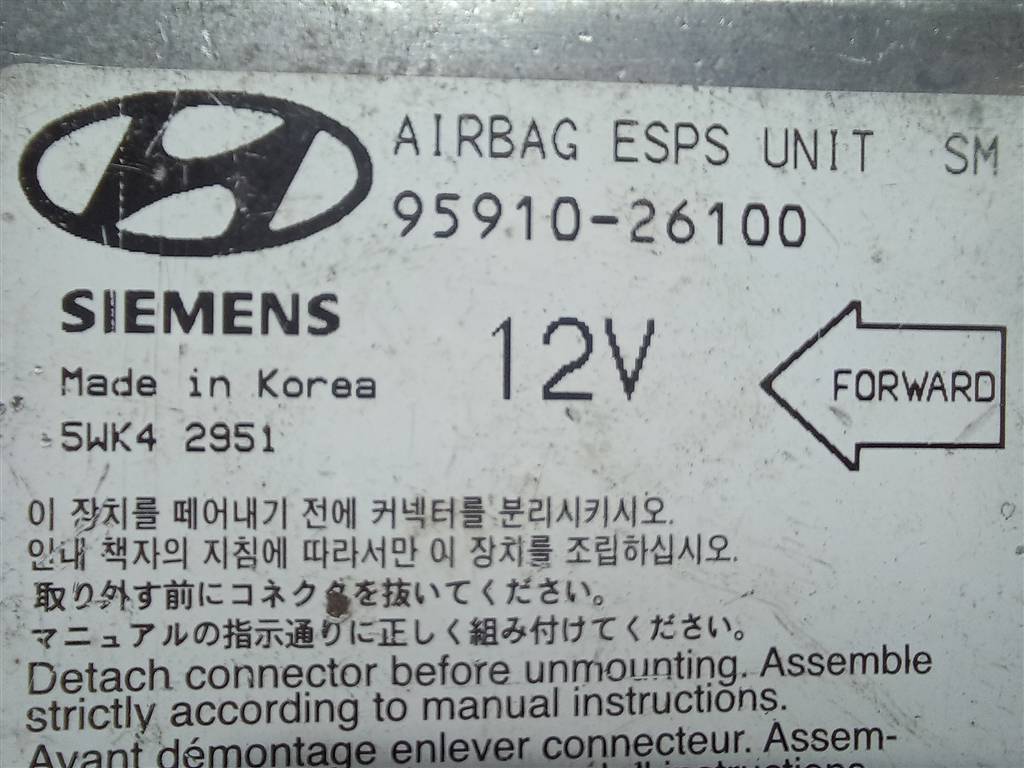 AIRBAG ESPS UNIT SM
95910-26100
SIEMENS
12V
FORWARD
Made in Korea
5WK4 2951
이 장치를 떼어내기 전에 커넥터를 분리시키시오.
인내 책자의 지침에 따라서만 이 장치를 조립하십시오.
取り外す前にコネクタを抜いてください。
マニュアルの指示通りに正しく組み付けてください。
Detach connector before unmounting. Assemble
strictly according to manual instructions.
Avant démontage enlever connecteur. Assem-
instructions.